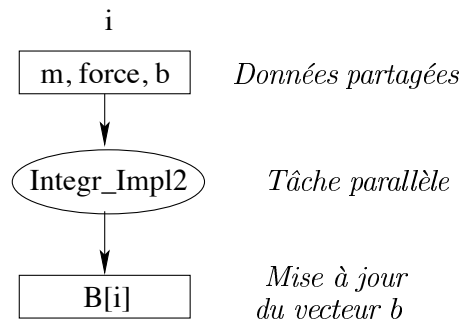 i
m, force, b
Données partagées
Integr_Impl2
Tâche parallèle
B[i]
Mise à jour
du vecteur b